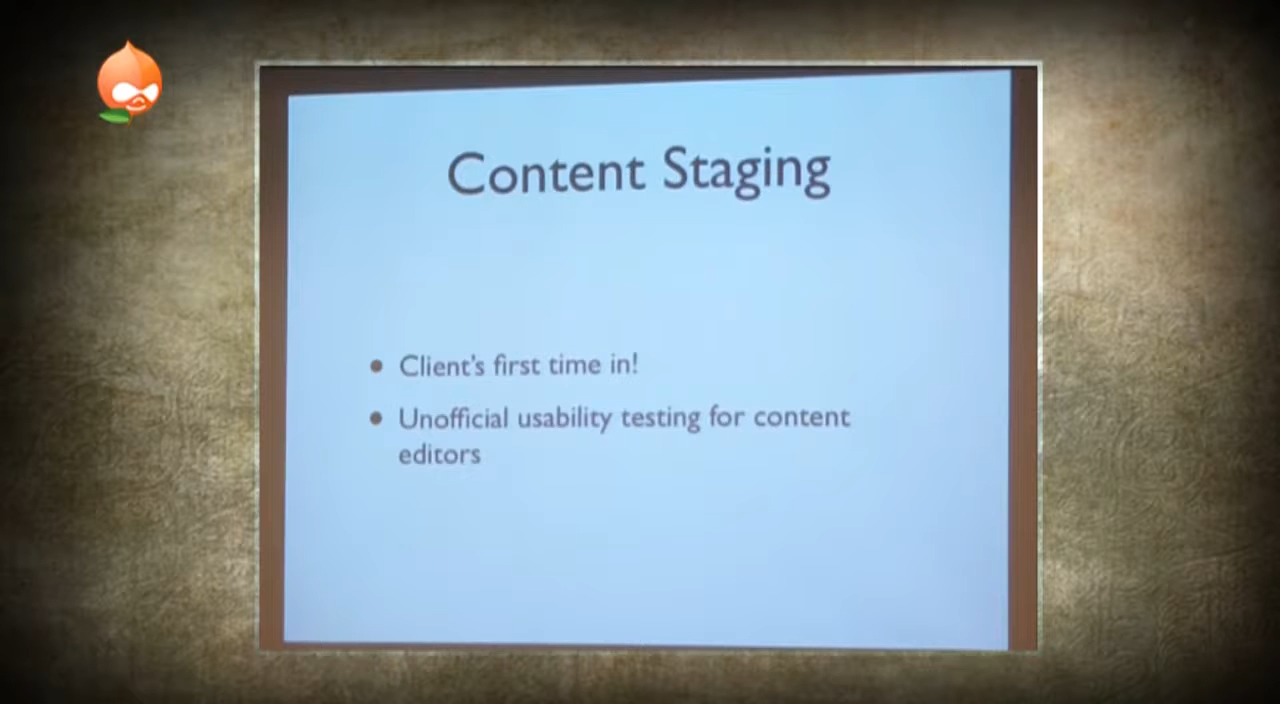 Content Staging
• Client's first time in!
• Unofficial usability testing for content
editors